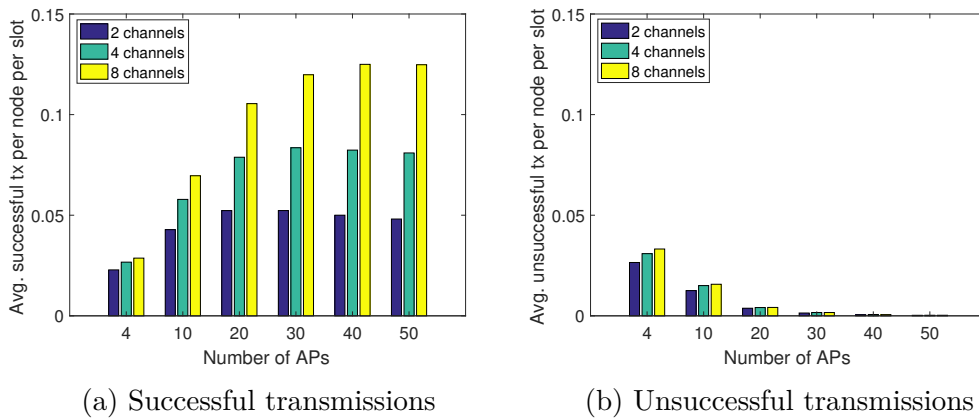 0.15
0.1
0.05
0
Avg. successful tx per node per slot
2 channels
4 channels
8 channels
4 10 20 30 40 50
Number of APs
(a) Successful transmissions
0.15
0.1
0.05
0
Avg. unsuccessful tx per node per slot
2 channels
4 channels
8 channels
4 10 20 30 40 50
Number of APs
(b) Unsuccessful transmissions